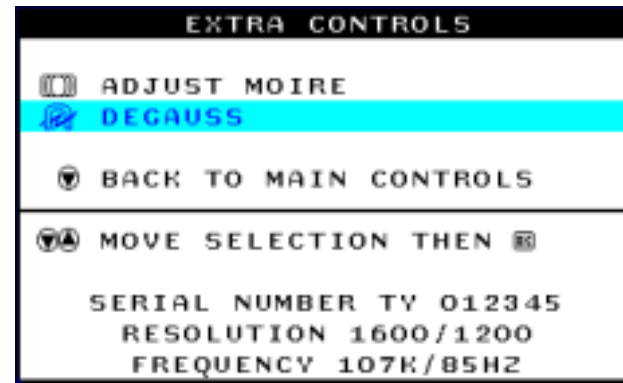 EXTRA CONTROLS
ADJUST MOIRE
DEGAUSS
BACK TO MAIN CONTROLS
MOVE SELECTION THEN OK
SERIAL NUMBER TY 012345
RESOLUTION 1600/1200
FREQUENCY 107K/85HZ